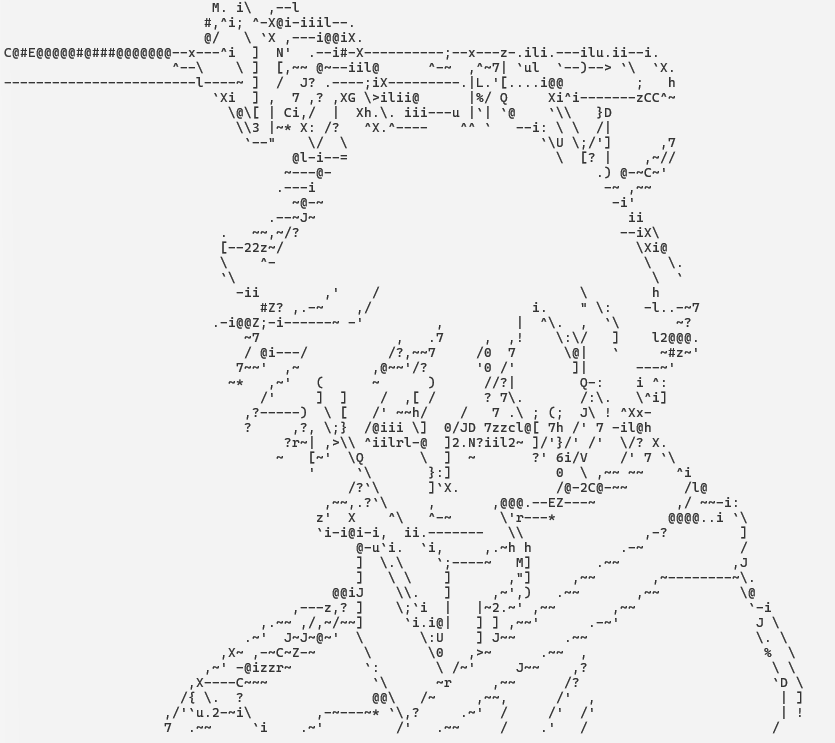 M. i\  ,--l
                         #,^i; ^-X@i-iiil--.
                         @/   \ `X ,---i@@iX.
C@#E@@@@@#@###@@@@@@@--x---^i  ]  N'  .--i#-X----------;--x---z-.ili.---ilu.ii--i.
                     ^--\    \ ]  [,~~ @~--iil@      ^-~  ,^~7| `ul  `--)--> `\  `X.
------------------------l----~ ]  /  J? .----;iX---------.|L.'[....i@@         ;   h
                          `Xi  ] ,  7 ,? ,XG \>ilii@      |%/ Q     Xi^i-------zCC^~
                            \@\[ | Ci,/  |  Xh.\. iii---u |`| `@    `\\   }D
                             \\3 |~* X: /?   ^X.^----    ^^ `   --i: \ \  /|
                              `--"    \/  \                        `\U \;/']      ,7
                                    @l-i--=                          \  [? |    ,~//
                                   ~---@-                                 .) @-~C~'
                                  .---i                                    -~ ,~~
                                    ~@-~                                    -i'
                                 .--~J~                                       ii
                           .   ~~,~/?                                        --iX\
                           [--22z~/                                            \Xi@
                           \    ^-                                              \  \.
                           `\                                                    \  `
                             -ii        ,'    /                         \        h
                                #Z? ,.-~    ,/                    i.    " \:    -l..-~7
                          .-i@@Z;-i------~ -'         ,         |  ^\.  ,  `\       ~?
                              ~7                 ,   .7     ,  ,!    \:\/   ]    l2@@@.
                              / @i---/          /?,~~7     /0  7      \@|   `     ~#z~'
                             7~~'  ,~         ,@~~'/?      '0 /'       ]|      ----~'
                            ~*   ,~'   (      ~      )      //?|        Q-:    i ^:
                                /'     ]  ]    /  ,[ /      ? 7\.       /:\.   \^i]
                              ,?-----)  \ [   /' ~~h/    /   7 .\ ; (;  J\ ! ^Xx-
                              ?     ,?, \;}  /@iii \]  0/JD 7zzcl@[ 7h /' 7 -il@h
                                   ?r~| ,>\\ ^iilrl-@  ]2.N?iil2~ ]/'}/' /'  \/? X.
                                  ~   [~'  \Q       \  ]  ~       ?' 6i/V    /' 7 `\
                                      '     `\       }:]             0  \ ,~~ ~~    ^i
                                           /?`\      ]`X.            /@-2C@-~~       /l@
                                        ,~~,.?`\     ,       ,@@@.--EZ---~          ,/ ~~-i:
                                       z'  X    ^\   ^-~      \'r---*              @@@@..i `\
                                       `i-i@i-i,  ii.-------   \\               ,-?         ]
                                            @-u`i.  `i,     ,.~h h           .-~            /
                                            ]  \.\    `;----~   M]        .~~              ,J
                                            ]   \ \    ]       ,"]     ,~~       ,~--------~\.
                                         @@iJ    \\.   ]     ,~',)   .~~       ,~~          \@
                                    ,---z,? ]    \;`i  |   |~2.~' ,~~       ,~~              `-i
                                ,.~~ ,/,~/~~]     `i.i@|   ] ] ,~~'      .-~'                 J \
                              .~'  J~J~@~'  \       \:U    ] J~~      .~~                     \. \
                           ,X~ ,-~C~Z-~      \       \0   ,>~      .~~  ,                      %  \
                         ,~' -@izzr~         `:       \ /~'     J~~    ,?                       \ \
                       ,X----C~~~             `\      ~r     ,~~      /?                        `D \
                      /{ \.  ?                @@\   /~     ,~~,      /'  ,                       | ]
                    ,/'`u.2-~i\        ,-~---~* `\,?     .~'  /     /'  /'                       | !
                    7  .~~     `i    .~'         /'   .~~     /    .'   /                       /